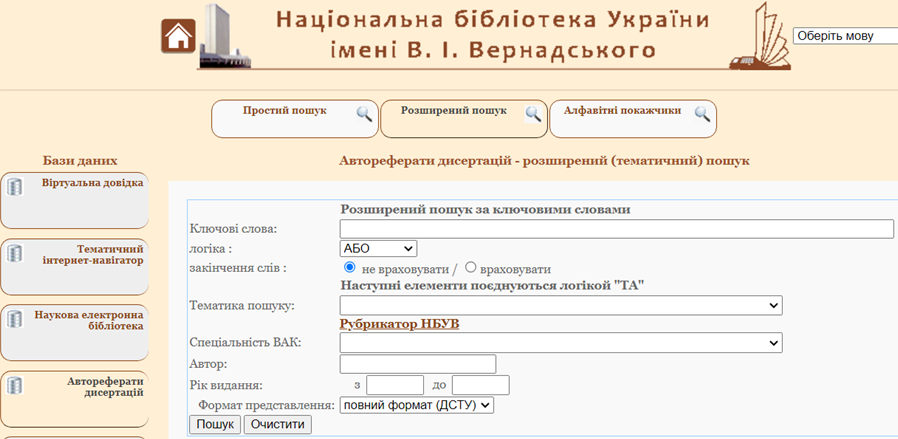 Національна бібліотека України
імені В. І. Вернадського
Оберіть мову
Простий пошук
Розширений пошук
Алфавітні покажчики
Бази даних
Віртуальна довідка
Тематичний
інтернет-навігатор
Наукова електронна
бібліотека
Автореферати
дисертацій
Автореферати дисертацій - розширений (тематичний) пошук
Розширений пошук за ключовими словами
Ключові слова:
логіка : АБО
закінчення слів : не враховувати / враховувати
Наступні елементи поєднуються логікой "ТА"
Тематика пошуку:
Рубрикатор НБУВ
Спеціальність ВАК:
Автор:
Рік видання: з до
Формат представлення: повний формат (ДСТУ)
Пошук Очистити